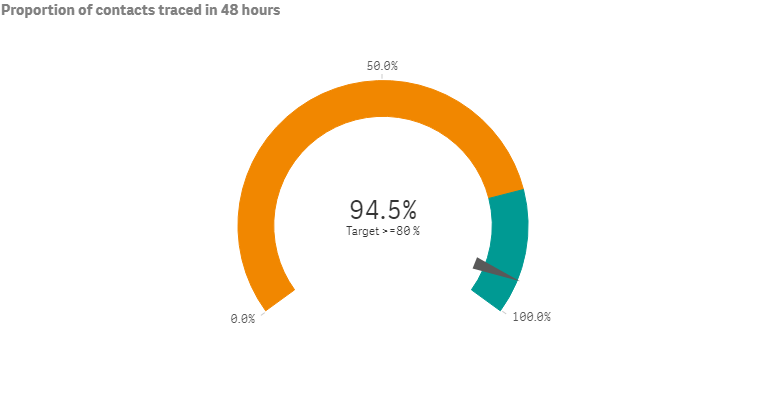 Proportion of contacts traced in 48 hours
50.0%
94.5%
Target >=80 %
0.0%
100.0%